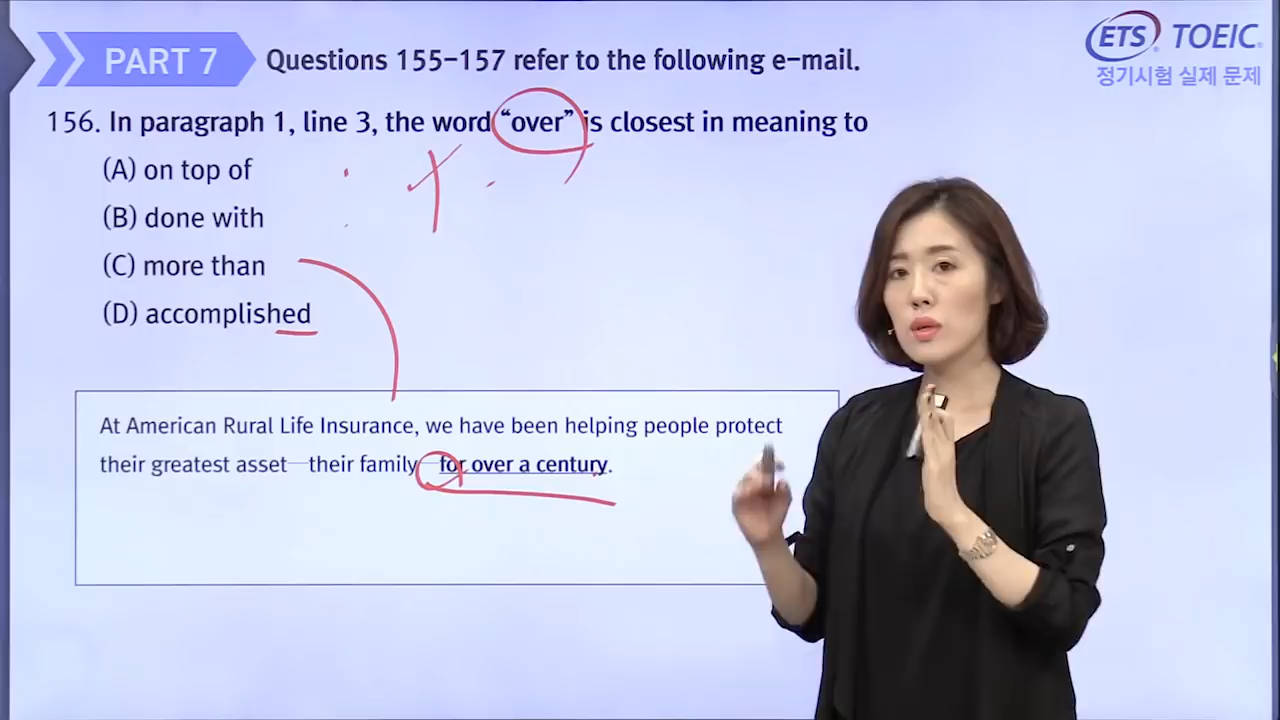 PART 7
Questions 155–157 refer to the following e-mail.
ETS TOEIC
정기시험 실제 문제
156. In paragraph 1, line 3, the word "over" is closest in meaning to
(A) on top of
(B) done with
(C) more than
(D) accomplished
At American Rural Life Insurance, we have been helping people protect
their greatest asset—their family—for over a century.